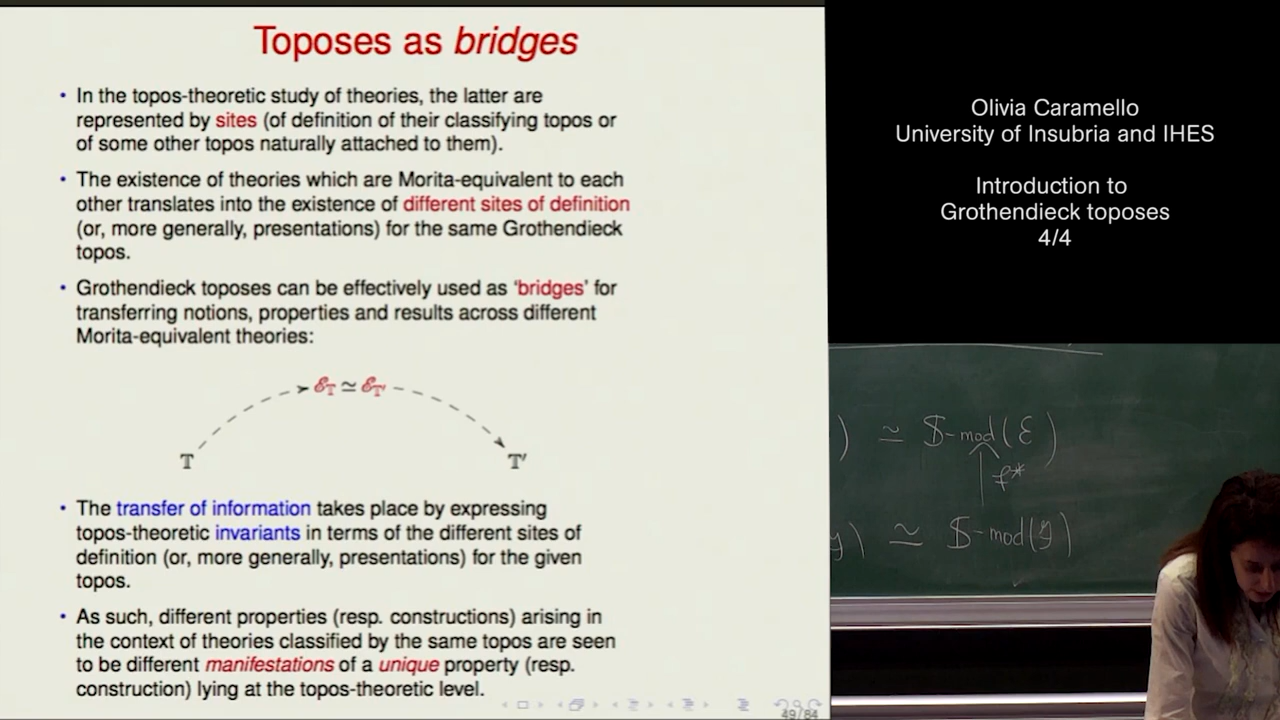 Toposes as bridges
• In the topos-theoretic study of theories, the latter are
represented by sites (of definition of their classifying topos or
of some other topos naturally attached to them).
• The existence of theories which are Morita-equivalent to each
other translates into the existence of different sites of definition
(or, more generally, presentations) for the same Grothendieck
topos.
• Grothendieck toposes can be effectively used as ‘bridges’ for
transferring notions, properties and results across different
Morita-equivalent theories:
ℰ_𝕋 ≃ ℰ_𝕋′
𝕋 𝕋′
• The transfer of information takes place by expressing
topos-theoretic invariants in terms of the different sites of
definition (or, more generally, presentations) for the given
topos.
• As such, different properties (resp. constructions) arising in
the context of theories classified by the same topos are seen
to be different manifestations of a unique property (resp.
construction) lying at the topos-theoretic level.
49/84
Olivia Caramello
University of Insubria and IHES
Introduction to
Grothendieck toposes
4/4
) ≃ 𝕊-mod(ℰ)
f*
) ≃ 𝕊-mod(𝒴)